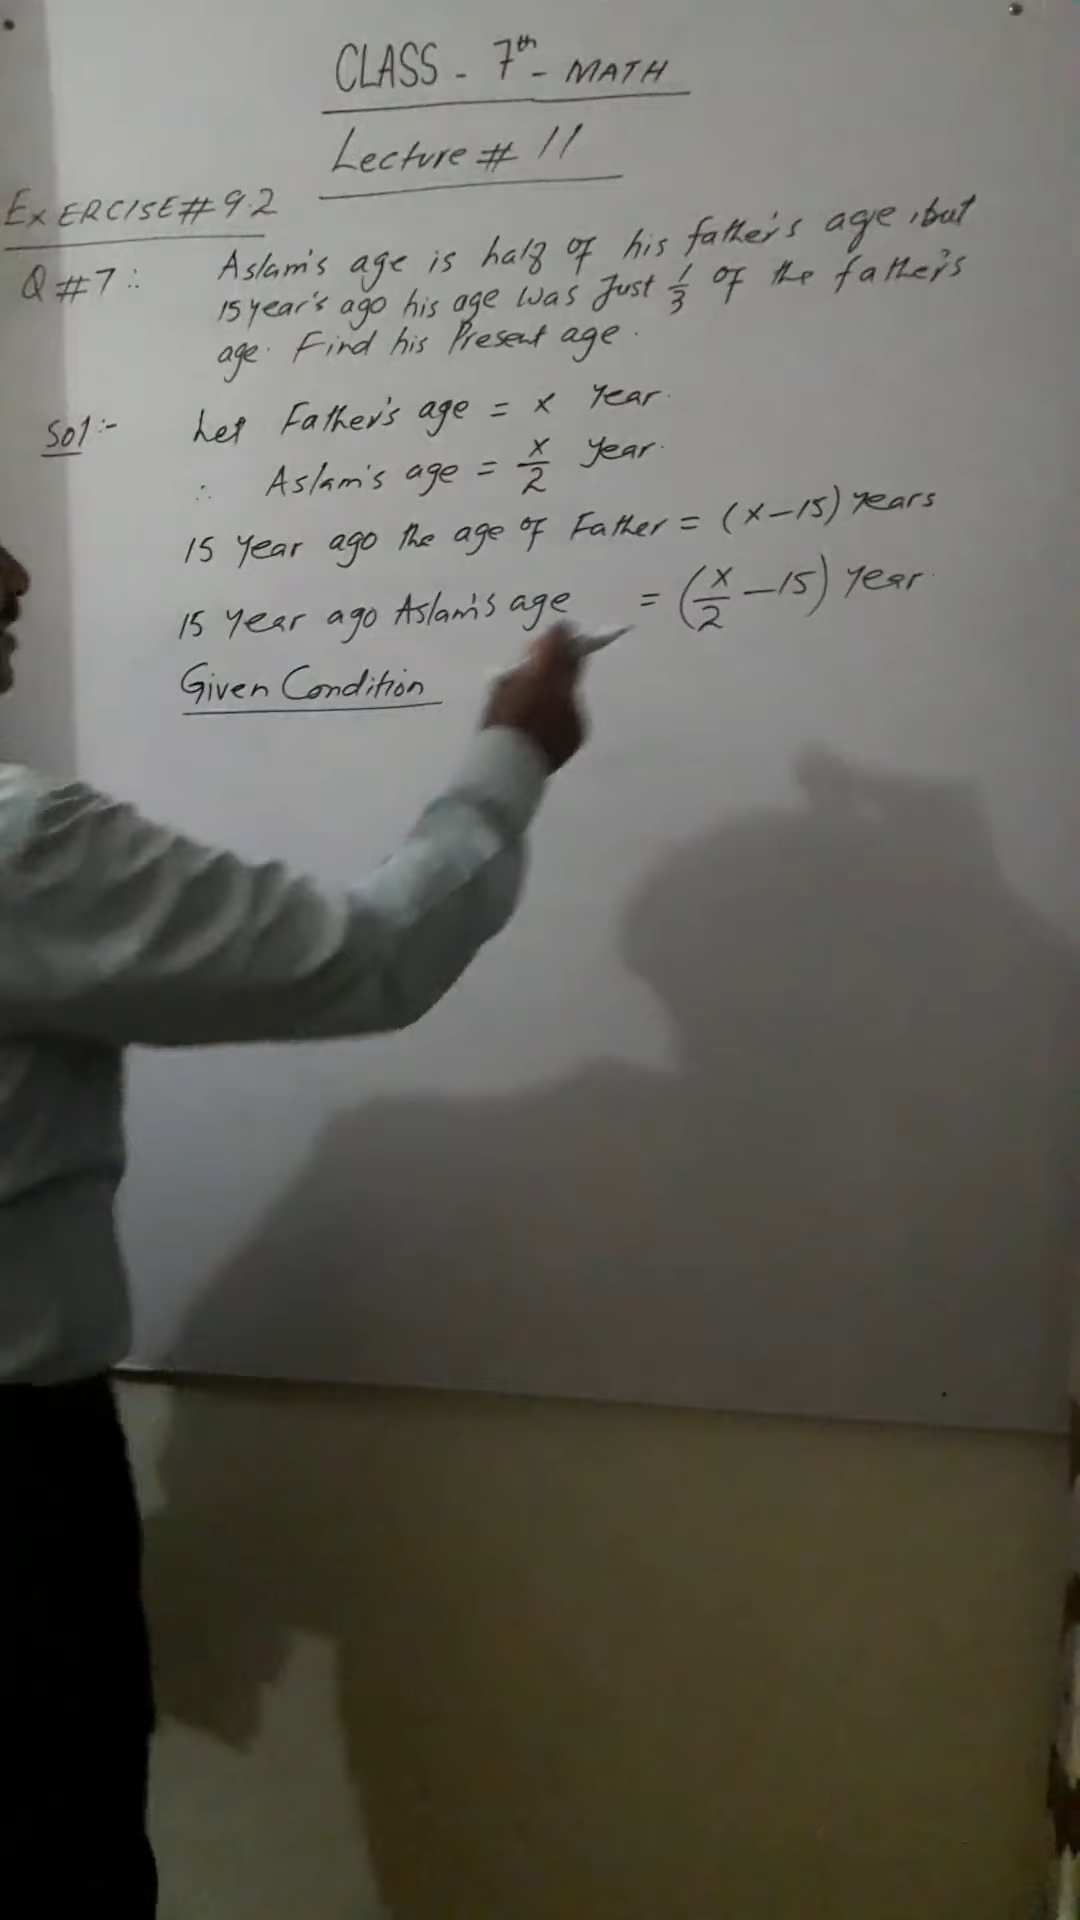 CLASS - 7th - MATH
Lecture # 11
EXERCISE # 9.2
Q # 7:: Aslam's age is half of his father's age, but
15 year's ago his age was Just 1/3 of the father's
age. Find his Present age.
Sol:- Let Father's age = x Year.
∴ Aslam's age = x/2 Year.
15 Year ago the age of Father = (x-15) Years
15 Year ago Aslam's age = (x/2 - 15) Year.
Given Condition